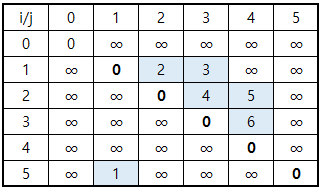 i/j 0 1 2 3 4 5
0 0 ∞ ∞ ∞ ∞ ∞
1 ∞ 0 2 3 ∞ ∞
2 ∞ ∞ 0 4 5 ∞
3 ∞ ∞ ∞ 0 6 ∞
4 ∞ ∞ ∞ ∞ 0 ∞
5 ∞ 1 ∞ ∞ ∞ 0